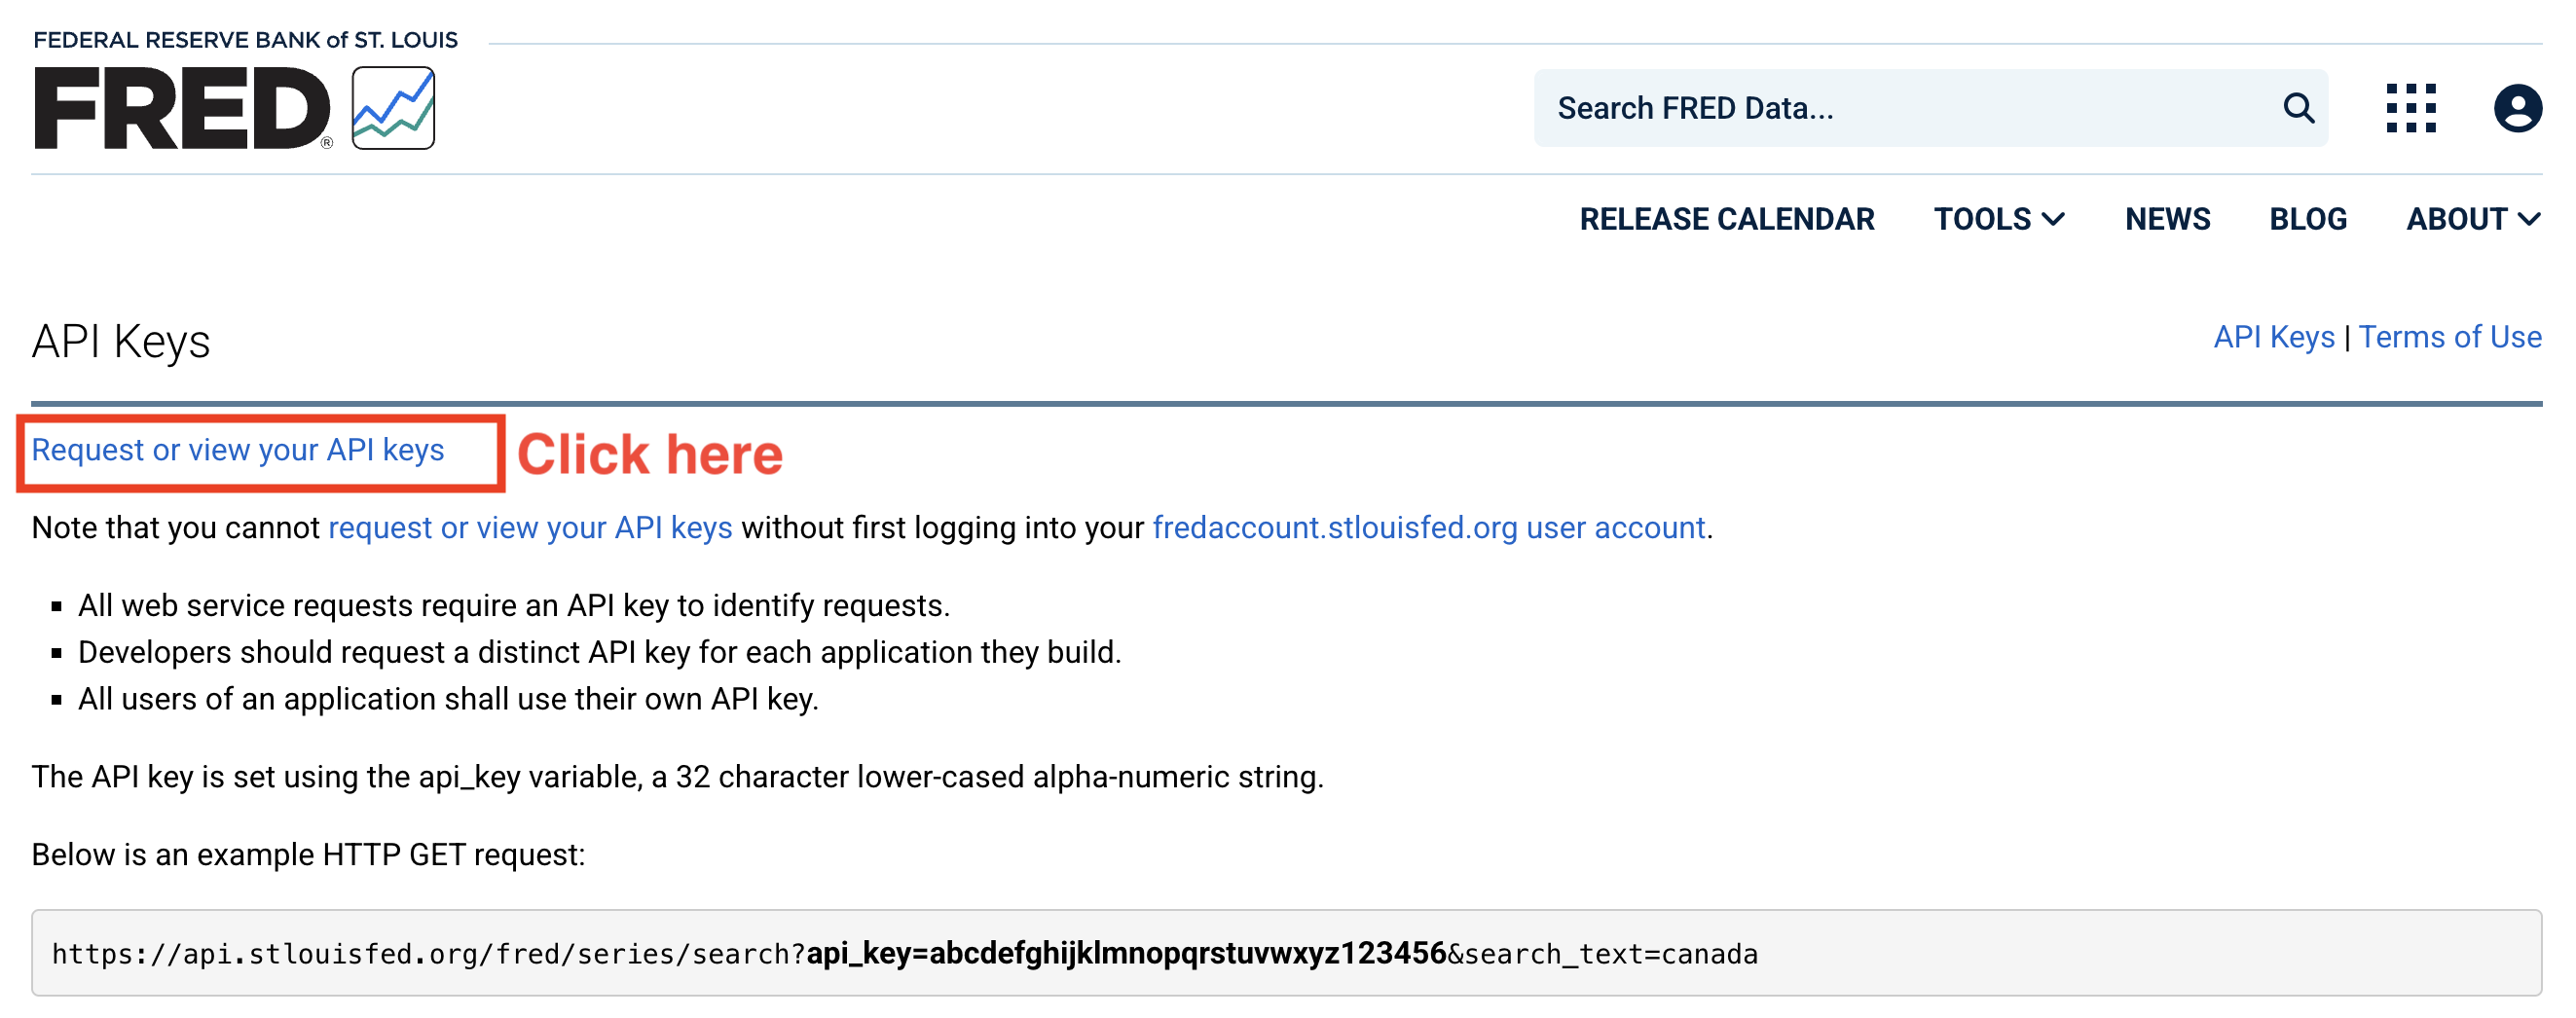 FEDERAL RESERVE BANK of ST. LOUIS
FRED®
Search FRED Data...
RELEASE CALENDAR TOOLS NEWS BLOG ABOUT
API Keys
API Keys | Terms of Use
Request or view your API keys Click here
Note that you cannot request or view your API keys without first logging into your fredaccount.stlouisfed.org user account.
▪ All web service requests require an API key to identify requests.
▪ Developers should request a distinct API key for each application they build.
▪ All users of an application shall use their own API key.
The API key is set using the api_key variable, a 32 character lower-cased alpha-numeric string.
Below is an example HTTP GET request:
https://api.stlouisfed.org/fred/series/search?api_key=abcdefghijklmnopqrstuvwxyz123456&search_text=canada